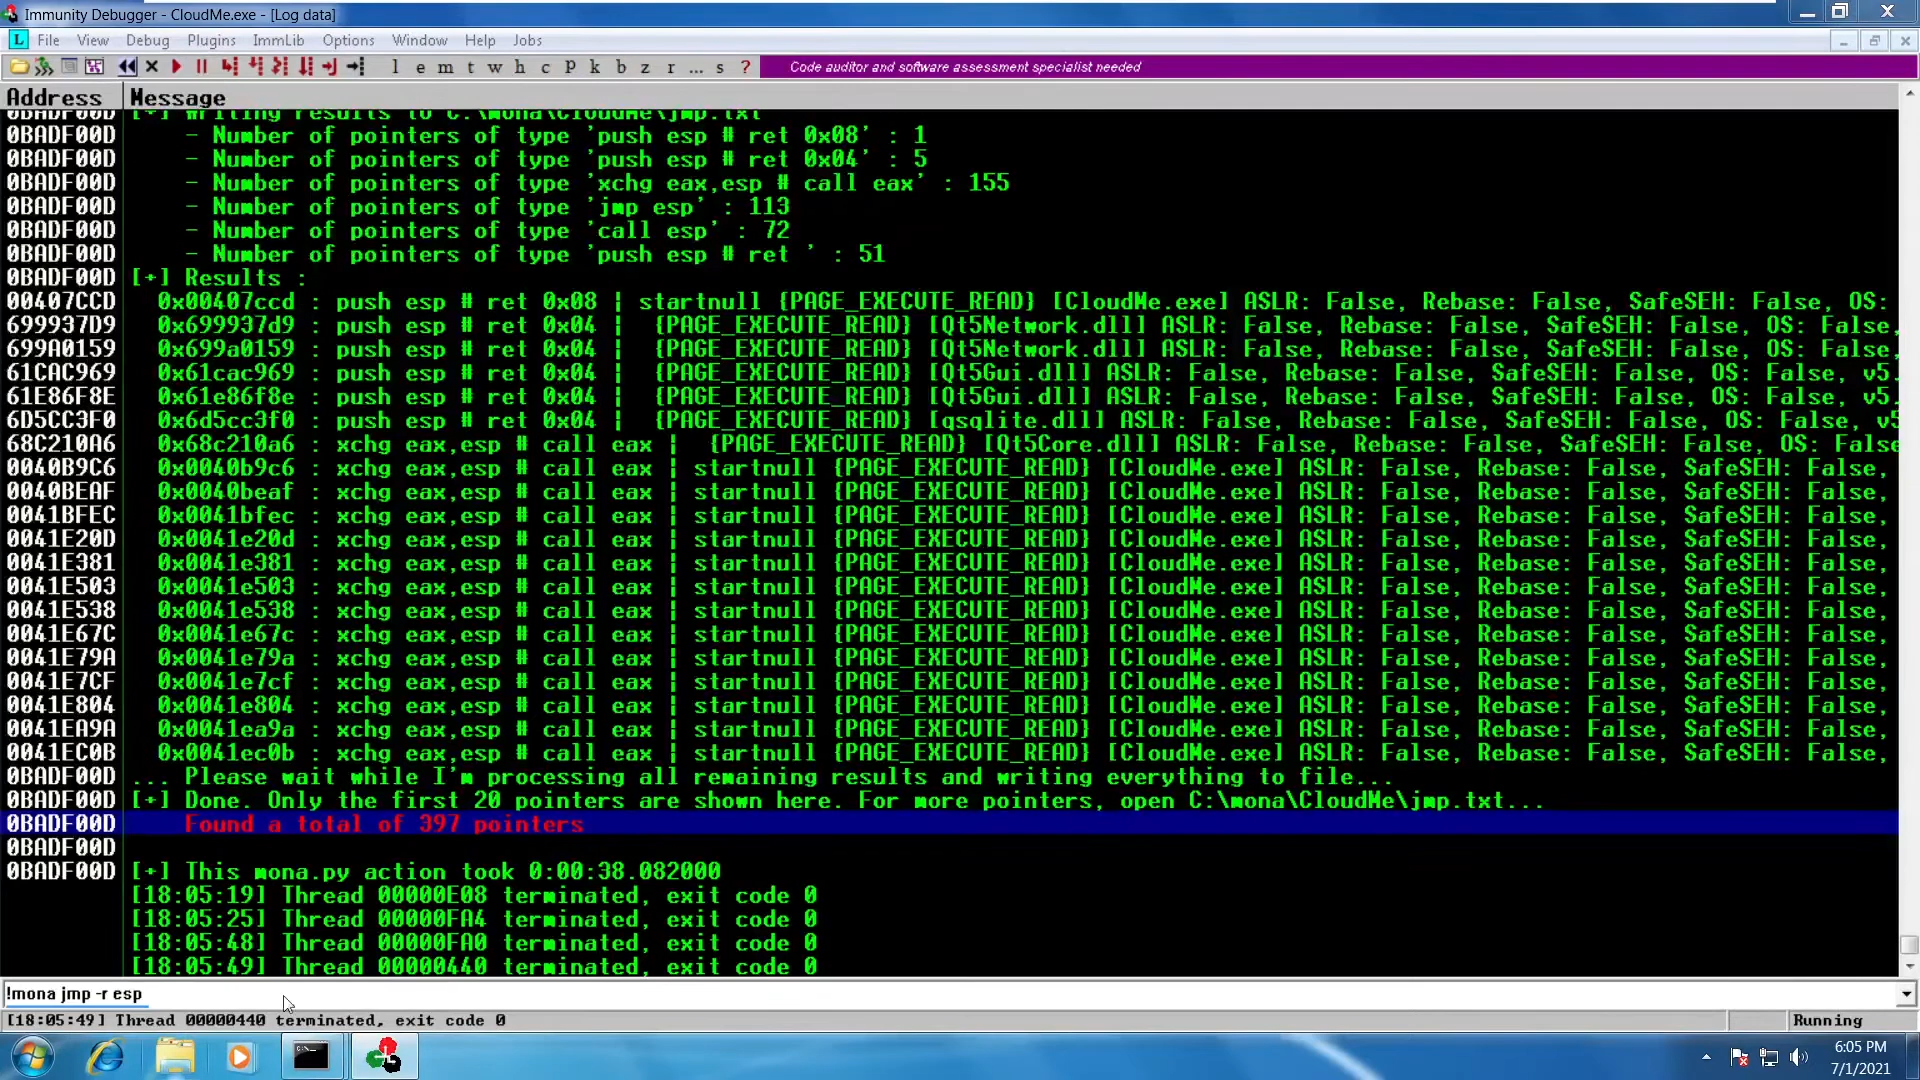 Immunity Debugger - CloudMe.exe - [Log data]
L File View Debug Plugins ImmLib Options Window Help Jobs
l e m t w h c P k b z r ... s ? Code auditor and software assessment specialist needed
Address Message
0BADF00D [+] Writing results to C:\mona\CloudMe\jmp.txt
0BADF00D - Number of pointers of type 'push esp # ret 0x08' : 1
0BADF00D - Number of pointers of type 'push esp # ret 0x04' : 5
0BADF00D - Number of pointers of type 'xchg eax,esp # call eax' : 155
0BADF00D - Number of pointers of type 'jmp esp' : 113
0BADF00D - Number of pointers of type 'call esp' : 72
0BADF00D - Number of pointers of type 'push esp # ret ' : 51
0BADF00D [+] Results :
00407CCD 0x00407ccd : push esp # ret 0x08 | startnull {PAGE_EXECUTE_READ} [CloudMe.exe] ASLR: False, Rebase: False, SafeSEH: False, OS:
699937D9 0x699937d9 : push esp # ret 0x04 | {PAGE_EXECUTE_READ} [Qt5Network.dll] ASLR: False, Rebase: False, SafeSEH: False, OS: False,
699A0159 0x699a0159 : push esp # ret 0x04 | {PAGE_EXECUTE_READ} [Qt5Network.dll] ASLR: False, Rebase: False, SafeSEH: False, OS: False,
61CAC969 0x61cac969 : push esp # ret 0x04 | {PAGE_EXECUTE_READ} [Qt5Gui.dll] ASLR: False, Rebase: False, SafeSEH: False, OS: False, v5.
61E86F8E 0x61e86f8e : push esp # ret 0x04 | {PAGE_EXECUTE_READ} [Qt5Gui.dll] ASLR: False, Rebase: False, SafeSEH: False, OS: False, v5.
6D5CC3F0 0x6d5cc3f0 : push esp # ret 0x04 | {PAGE_EXECUTE_READ} [qsqlite.dll] ASLR: False, Rebase: False, SafeSEH: False, OS: False, v5
68C210A6 0x68c210a6 : xchg eax,esp # call eax | {PAGE_EXECUTE_READ} [Qt5Core.dll] ASLR: False, Rebase: False, SafeSEH: False, OS: False
0040B9C6 0x0040b9c6 : xchg eax,esp # call eax | startnull {PAGE_EXECUTE_READ} [CloudMe.exe] ASLR: False, Rebase: False, SafeSEH: False,
0040BEAF 0x0040beaf : xchg eax,esp # call eax | startnull {PAGE_EXECUTE_READ} [CloudMe.exe] ASLR: False, Rebase: False, SafeSEH: False,
0041BFEC 0x0041bfec : xchg eax,esp # call eax | startnull {PAGE_EXECUTE_READ} [CloudMe.exe] ASLR: False, Rebase: False, SafeSEH: False,
0041E20D 0x0041e20d : xchg eax,esp # call eax | startnull {PAGE_EXECUTE_READ} [CloudMe.exe] ASLR: False, Rebase: False, SafeSEH: False,
0041E381 0x0041e381 : xchg eax,esp # call eax | startnull {PAGE_EXECUTE_READ} [CloudMe.exe] ASLR: False, Rebase: False, SafeSEH: False,
0041E503 0x0041e503 : xchg eax,esp # call eax | startnull {PAGE_EXECUTE_READ} [CloudMe.exe] ASLR: False, Rebase: False, SafeSEH: False,
0041E538 0x0041e538 : xchg eax,esp # call eax | startnull {PAGE_EXECUTE_READ} [CloudMe.exe] ASLR: False, Rebase: False, SafeSEH: False,
0041E67C 0x0041e67c : xchg eax,esp # call eax | startnull {PAGE_EXECUTE_READ} [CloudMe.exe] ASLR: False, Rebase: False, SafeSEH: False,
0041E79A 0x0041e79a : xchg eax,esp # call eax | startnull {PAGE_EXECUTE_READ} [CloudMe.exe] ASLR: False, Rebase: False, SafeSEH: False,
0041E7CF 0x0041e7cf : xchg eax,esp # call eax | startnull {PAGE_EXECUTE_READ} [CloudMe.exe] ASLR: False, Rebase: False, SafeSEH: False,
0041E804 0x0041e804 : xchg eax,esp # call eax | startnull {PAGE_EXECUTE_READ} [CloudMe.exe] ASLR: False, Rebase: False, SafeSEH: False,
0041EA9A 0x0041ea9a : xchg eax,esp # call eax | startnull {PAGE_EXECUTE_READ} [CloudMe.exe] ASLR: False, Rebase: False, SafeSEH: False,
0041EC0B 0x0041ec0b : xchg eax,esp # call eax | startnull {PAGE_EXECUTE_READ} [CloudMe.exe] ASLR: False, Rebase: False, SafeSEH: False,
0BADF00D ... Please wait while I'm processing all remaining results and writing everything to file...
0BADF00D [+] Done. Only the first 20 pointers are shown here. For more pointers, open C:\mona\CloudMe\jmp.txt...
0BADF00D Found a total of 397 pointers
0BADF00D
0BADF00D [+] This mona.py action took 0:00:38.082000
[18:05:19] Thread 00000E08 terminated, exit code 0
[18:05:25] Thread 00000FA4 terminated, exit code 0
[18:05:48] Thread 00000FA0 terminated, exit code 0
[18:05:49] Thread 00000440 terminated, exit code 0
!mona jmp -r esp
[18:05:49] Thread 00000440 terminated, exit code 0 Running
6:05 PM
7/1/2021